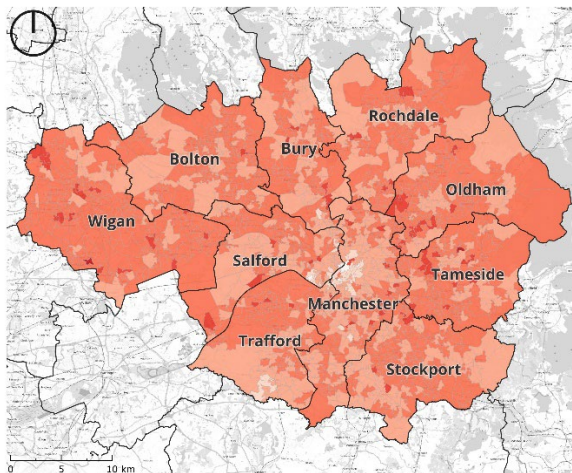 Rochdale
Bolton
Bury
Oldham
Wigan
Salford
Tameside
Manchester
Trafford
Stockport
0 5 10 km